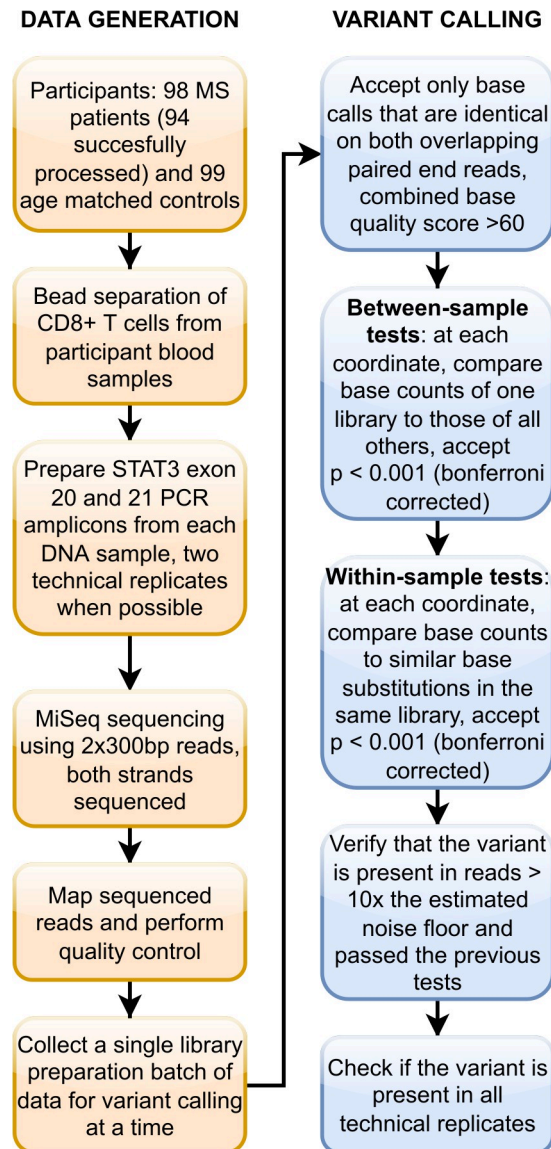 DATA GENERATION
Participants: 98 MS
patients (94
succesfully
processed) and 99
age matched controls
Bead separation of
CD8+ T cells from
participant blood
samples
Prepare STAT3 exon
20 and 21 PCR
amplicons from each
DNA sample, two
technical replicates
when possible
MiSeq sequencing
using 2x300bp reads,
both strands
sequenced
Map sequenced
reads and perform
quality control
Collect a single library
preparation batch of
data for variant calling
at a time
VARIANT CALLING
Accept only base
calls that are identical
on both overlapping
paired end reads,
combined base
quality score >60
Between-sample
tests: at each
coordinate, compare
base counts of one
library to those of all
others, accept
p < 0.001 (bonferroni
corrected)
Within-sample tests:
at each coordinate,
compare base counts
to similar base
substitutions in the
same library, accept
p < 0.001 (bonferroni
corrected)
Verify that the variant
is present in reads >
10x the estimated
noise floor and
passed the previous
tests
Check if the variant is
present in all
technical replicates